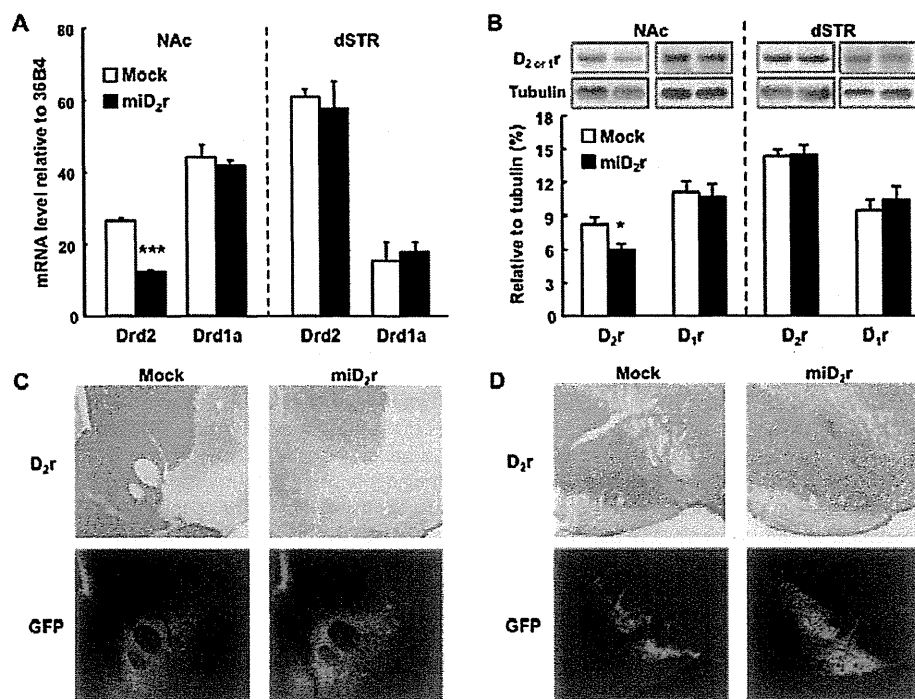 A
NAc dSTR
mRNA level relative to 36B4
80
60
40
20
0
Mock
miD₂r
***
Drd2 Drd1a Drd2 Drd1a
B
NAc dSTR
D₂ or ₁r
Tubulin
Relative to tubulin (%)
18
15
12
9
6
3
0
Mock
miD₂r
*
D₂r D₁r D₂r D₁r
C
Mock miD₂r
D₂r
GFP
D
Mock miD₂r
D₂r
GFP